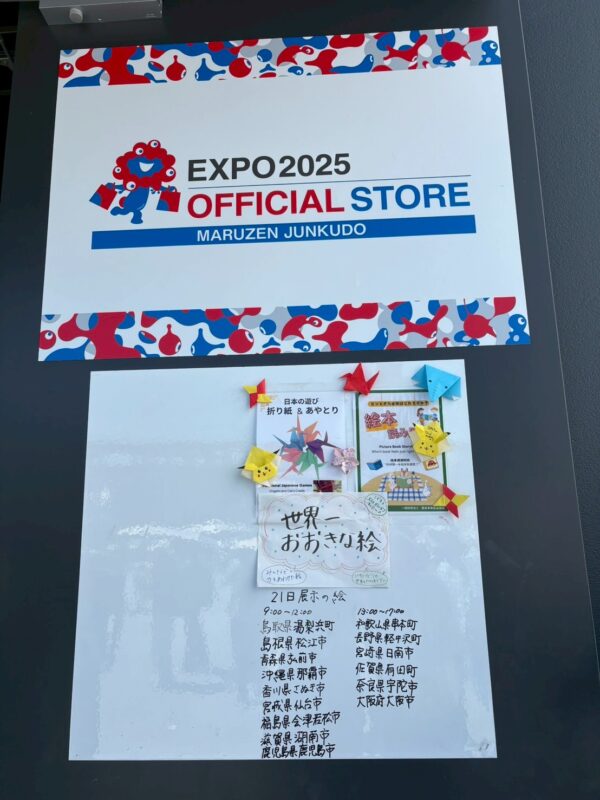 EXPO2025
OFFICIAL STORE
MARUZEN JUNKUDO
日本の遊び
折り紙 & あやとり
絵本
Picture Book Story
世界一
おおきな絵
21日展示の絵
9:00~12:00
鳥取県湯梨浜町
島根県松江市
青森県弘前市
沖縄県那覇市
香川県さぬき市
宮城県仙台市
福島県会津若松市
滋賀県湖南市
鹿児島県鹿児島市
13:00~17:00
和歌山県串本町
長野県軽井沢町
宮崎県日南市
佐賀県有田町
奈良県宇陀市
大阪府大阪市